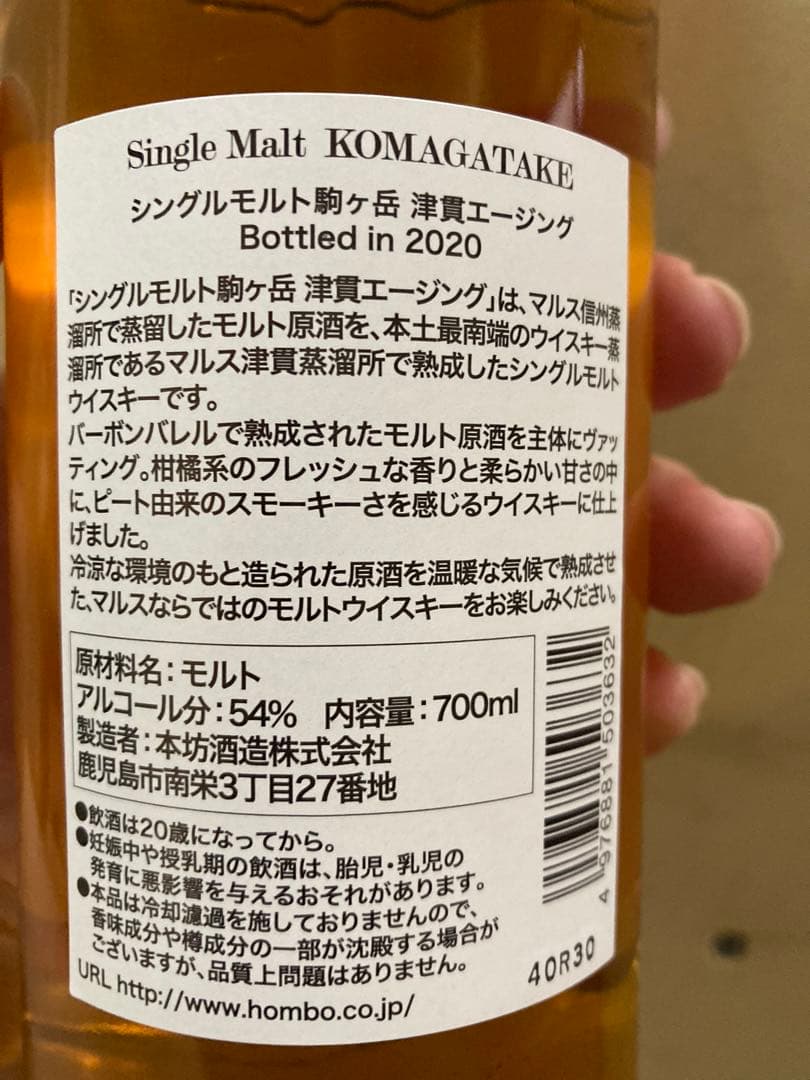 Single Malt KOMAGATAKE
シングルモルト駒ヶ岳 津貫エージング
Bottled in 2020
「シングルモルト駒ヶ岳 津貫エージング」は、マルス信州蒸
溜所で蒸留したモルト原酒を、本土最南端のウイスキー蒸
溜所であるマルス津貫蒸溜所で熟成したシングルモルト
ウイスキーです。
バーボンバレルで熟成されたモルト原酒を主体にヴァッ
ティング。柑橘系のフレッシュな香りと柔らかい甘さの中
に、ピート由来のスモーキーさを感じるウイスキーに仕上
げました。
冷涼な環境のもと造られた原酒を温暖な気候で熟成させ
た、マルスならではのモルトウイスキーをお楽しみください。
原材料名：モルト
アルコール分：54% 内容量：700ml
製造者：本坊酒造株式会社
鹿児島市南栄3丁目27番地
4 976881 503632
●飲酒は20歳になってから。
●妊娠中や授乳期の飲酒は、胎児・乳児の
発育に悪影響を与えるおそれがあります。
●本品は冷却濾過を施しておりませんので、
香味成分や樽成分の一部が沈殿する場合が
ございますが、品質上問題はありません。
URL http://www.hombo.co.jp/
40R30